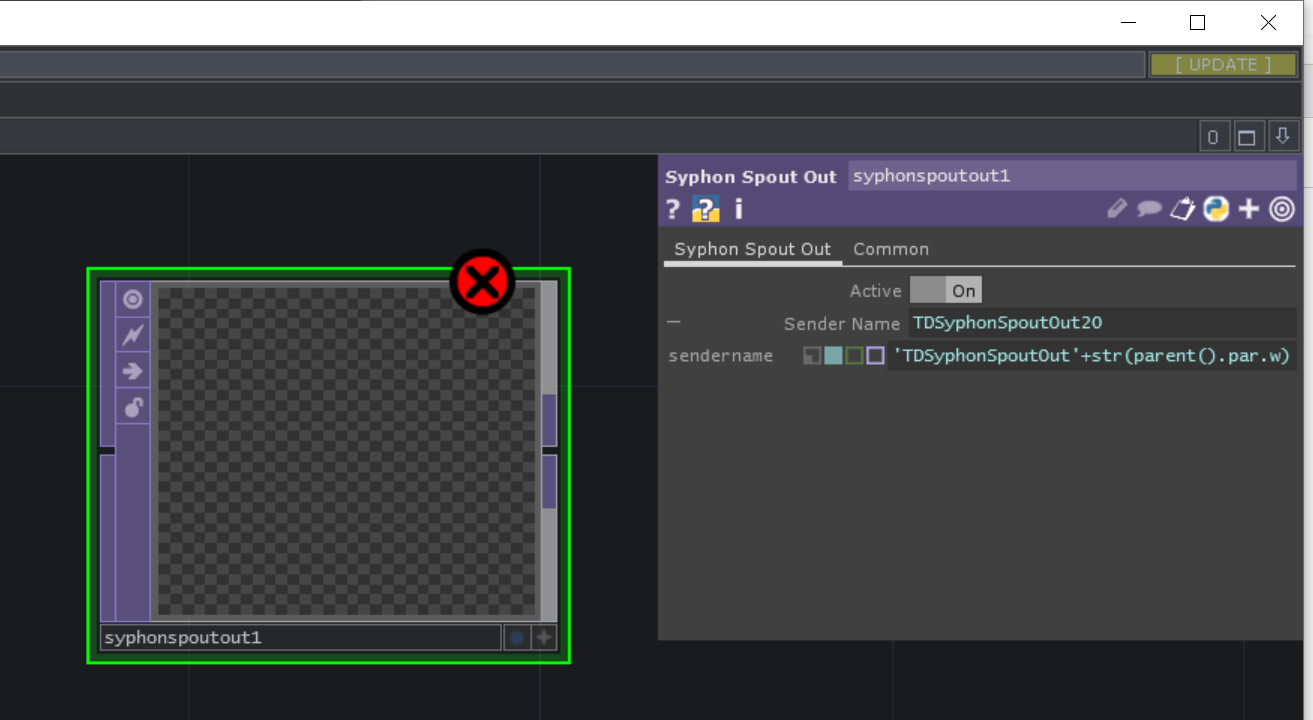 [ UPDATE ]
0
Syphon Spout Out syphonspoutout1
? ? i
Syphon Spout Out Common
Active On
Sender Name TDSyphonSpoutOut20
sendername 'TDSyphonSpoutOut'+str(parent().par.w)
syphonspoutout1